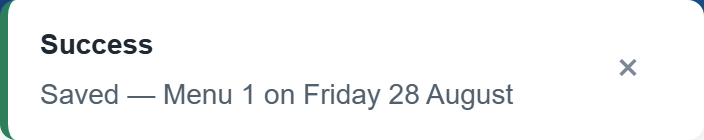 Success
Saved — Menu 1 on Friday 28 August